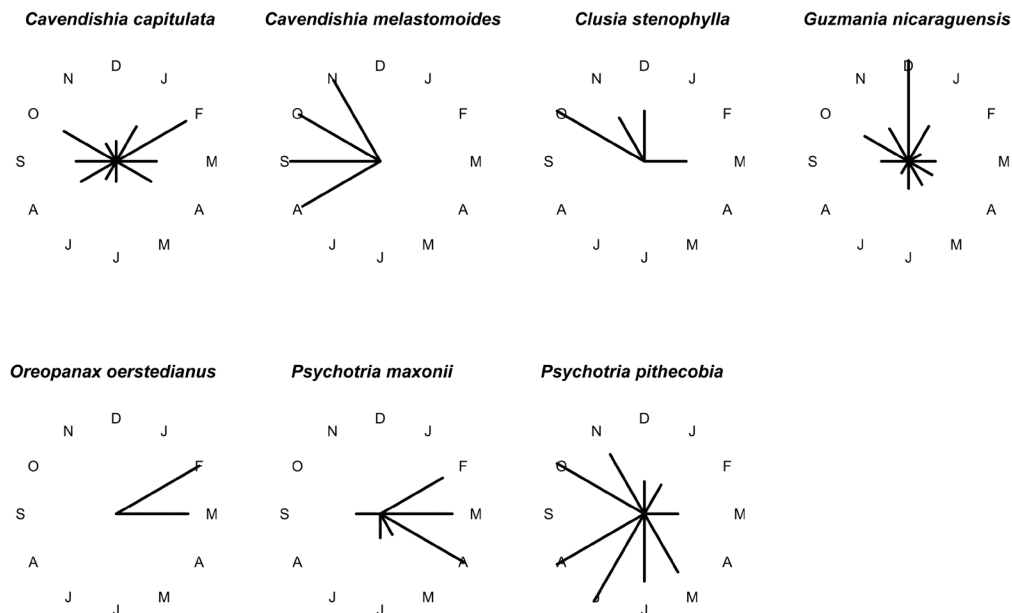 Cavendishia capitulata
D
N J
O F
S M
A A
J M
J
Cavendishia melastomoides
D
N J
O F
S M
A A
J M
J
Clusia stenophylla
D
N J
O F
S M
A A
J M
J
Guzmania nicaraguensis
D
N J
O F
S M
A A
J M
J
Oreopanax oerstedianus
D
N J
O F
S M
A A
J M
J
Psychotria maxonii
D
N J
O F
S M
A A
J M
J
Psychotria pithecobia
D
N J
O F
S M
A A
J M
J